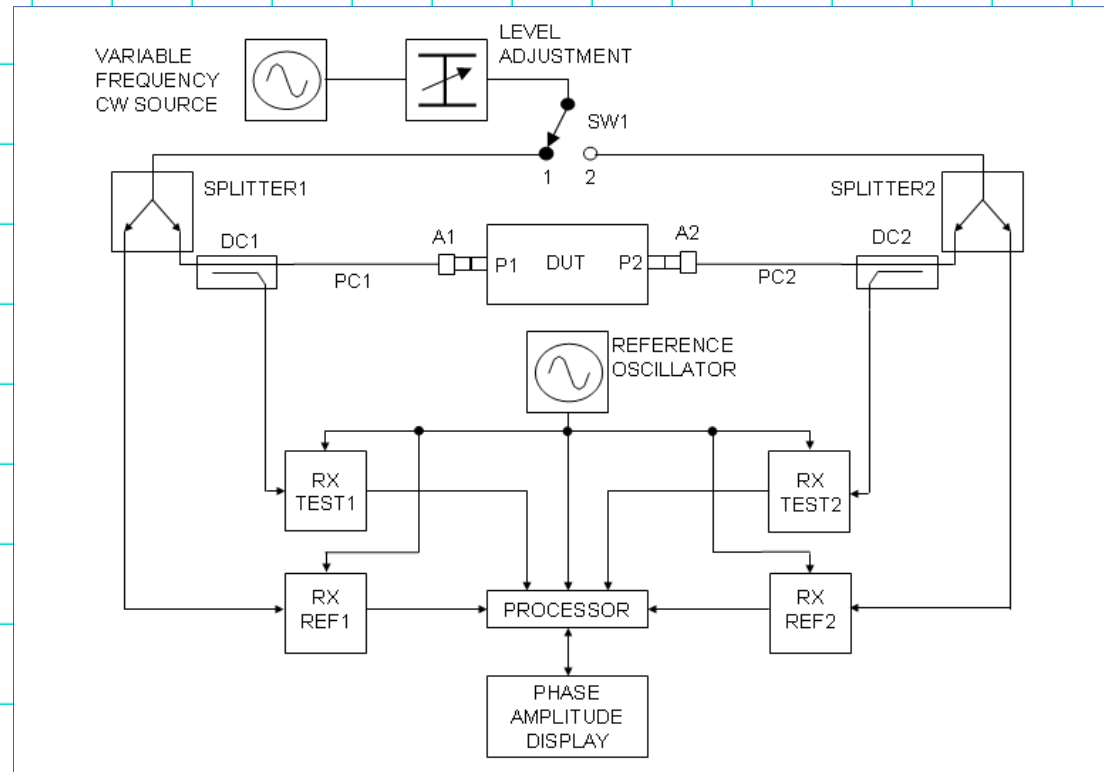 VARIABLE
FREQUENCY
CW SOURCE
LEVEL
ADJUSTMENT
SW1
1 2
SPLITTER1
SPLITTER2
DC1
A1
PC1
P1 DUT P2
A2
PC2
DC2
REFERENCE
OSCILLATOR
RX
TEST1
RX
TEST2
RX
REF1
PROCESSOR
RX
REF2
PHASE
AMPLITUDE
DISPLAY